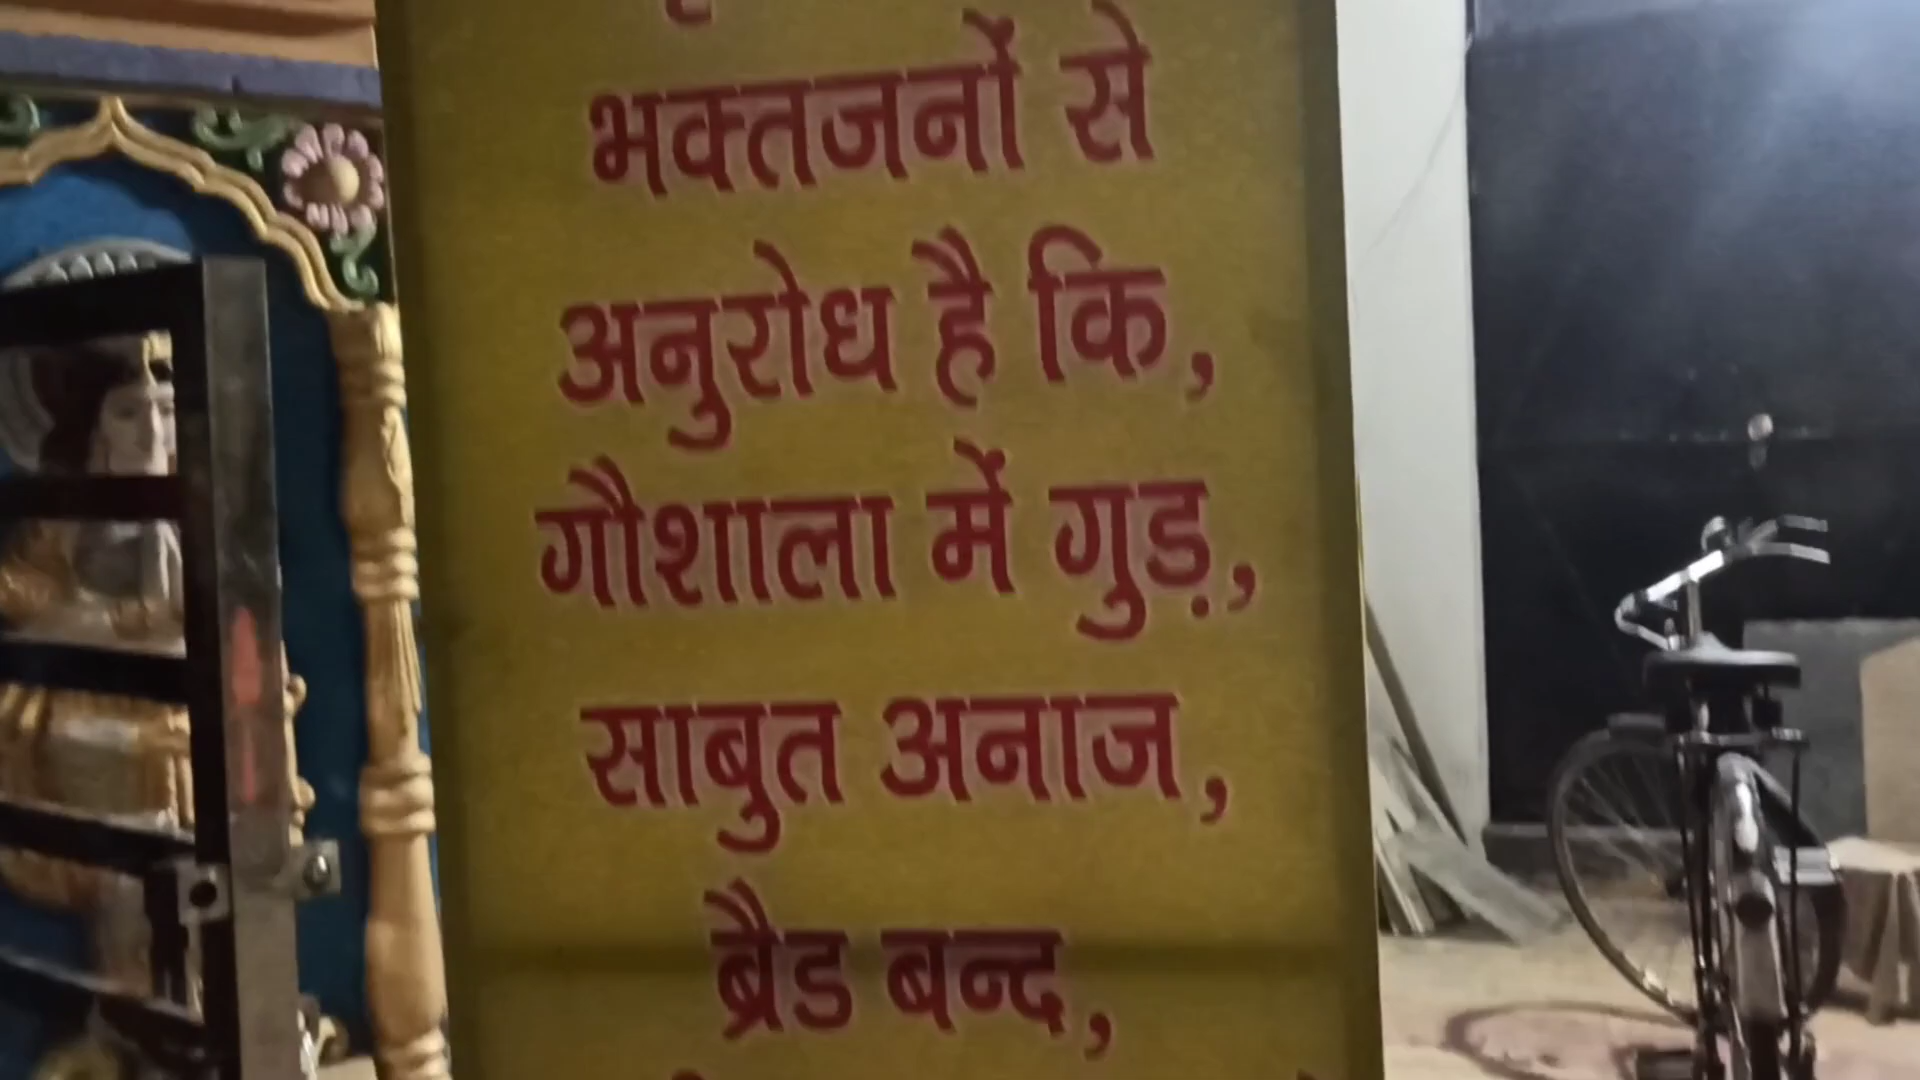 भक्तजनों से
अनुरोध है कि,
गौशाला में गुड़,
साबुत अनाज,
ब्रैड बन्द,